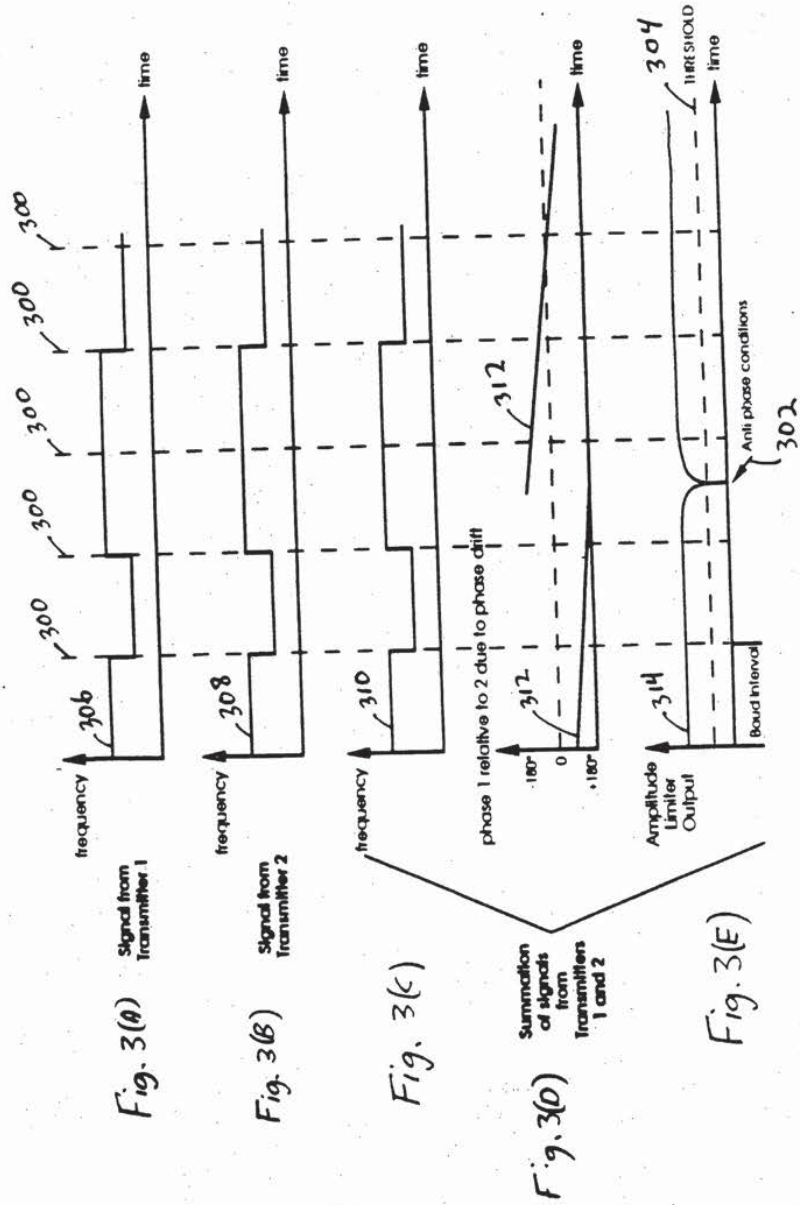 300
300
300
300
300
Fig. 3(A)
Signal from
Transmitter 1
frequency
306
time
Fig. 3(B)
Signal from
Transmitter 2
frequency
308
time
Fig. 3(C)
frequency
310
time
Summation
of signals
from
Transmitters
1 and 2
Fig. 3(D)
phase 1 relative to 2 due to phase drift
-180°
0
+180°
312
312
time
Fig. 3(E)
Amplitude
Limiter
Output
314
Baud Interval
Anti phase conditions
302
304
THRESHOLD
time